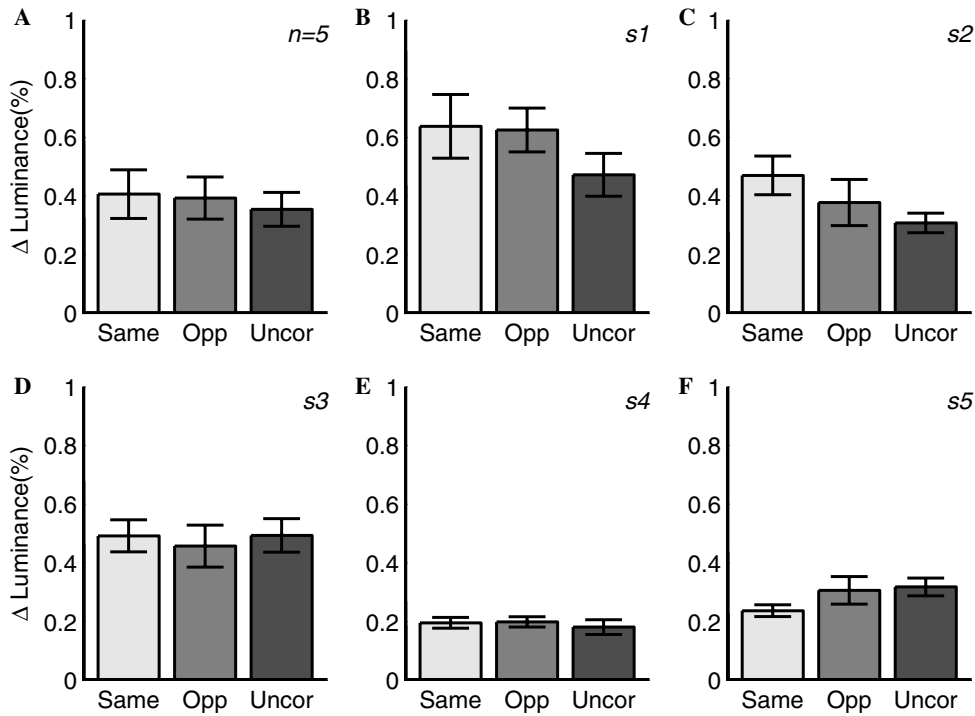 A
n=5
Δ Luminance(%)
1
0.8
0.6
0.4
0.2
0
Same Opp Uncor
B
s1
1
0.8
0.6
0.4
0.2
0
Same Opp Uncor
C
s2
1
0.8
0.6
0.4
0.2
0
Same Opp Uncor
D
s3
Δ Luminance(%)
1
0.8
0.6
0.4
0.2
0
Same Opp Uncor
E
s4
1
0.8
0.6
0.4
0.2
0
Same Opp Uncor
F
s5
1
0.8
0.6
0.4
0.2
0
Same Opp Uncor